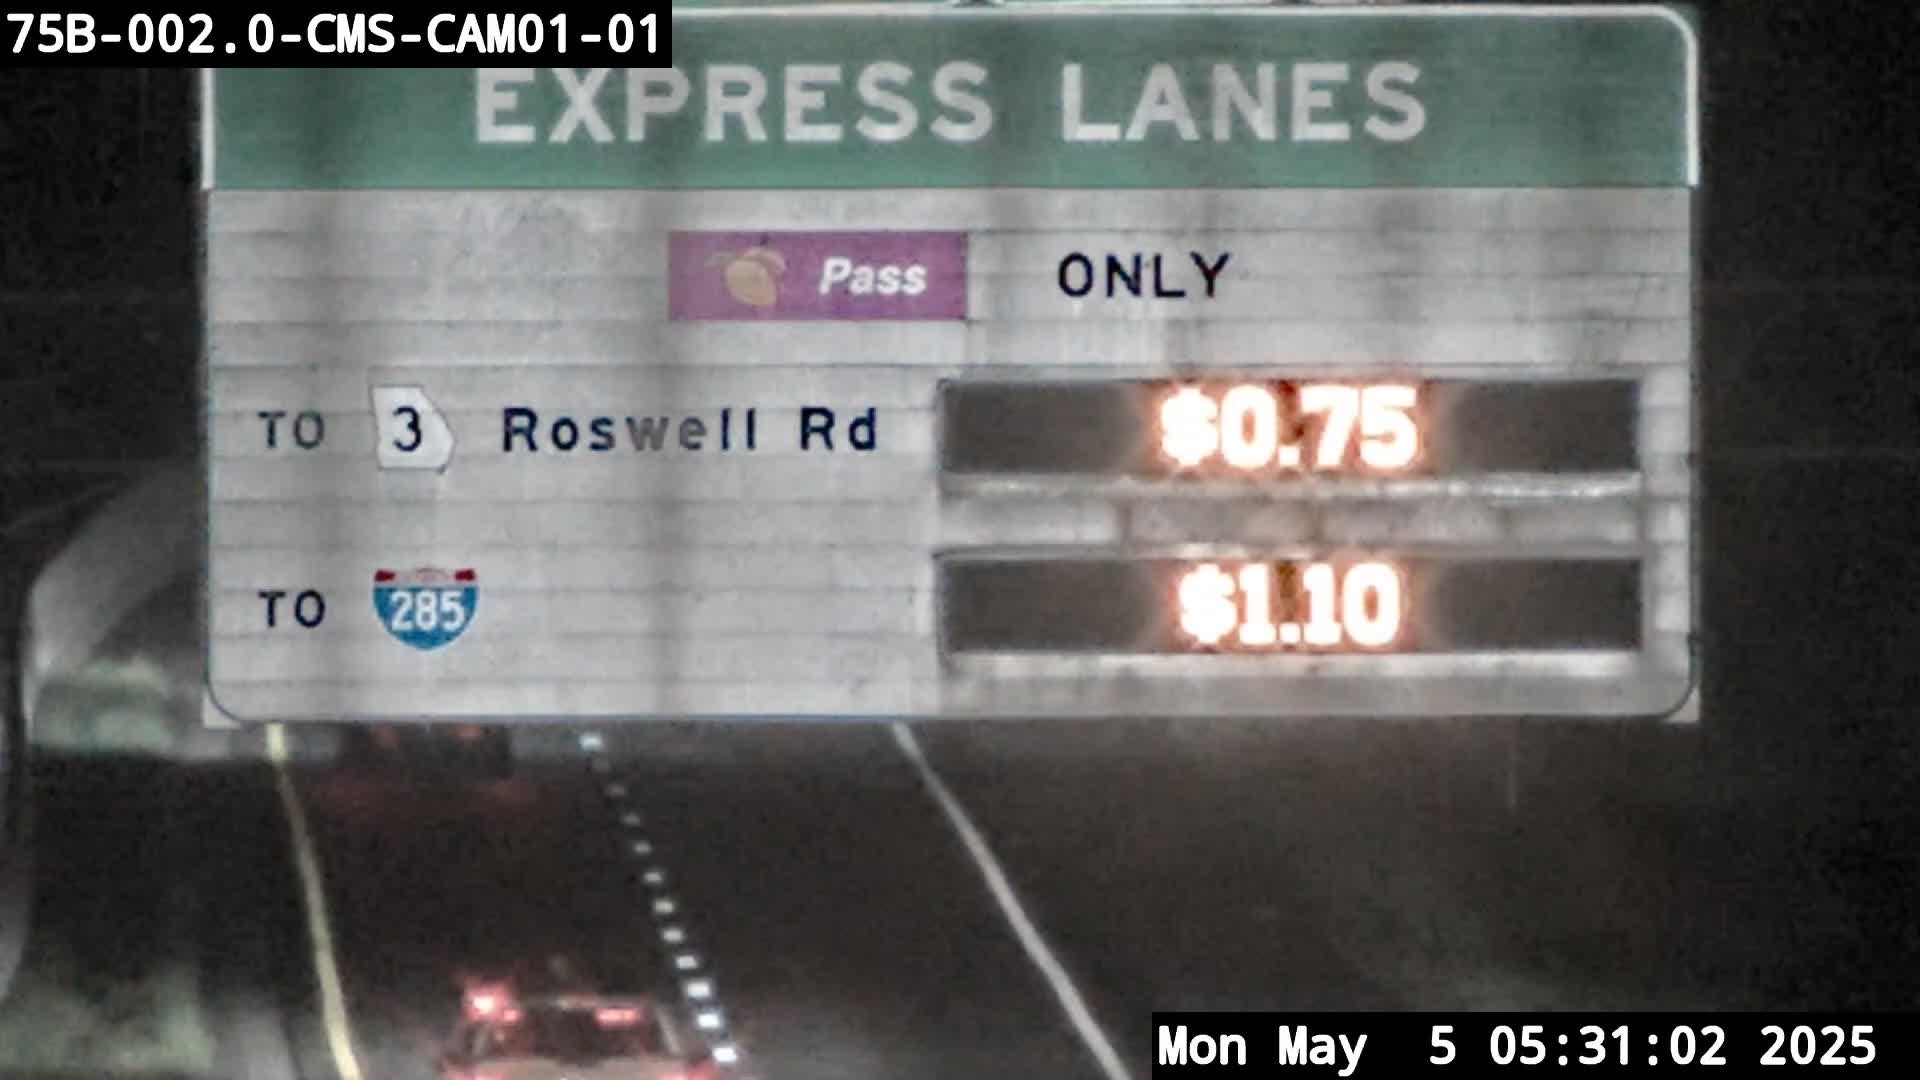 75B-002.0-CMS-CAM01-01
EXPRESS LANES
Pass ONLY
TO 3 Roswell Rd $0.75
TO 285 $1.10
Mon May 5 05:31:02 2025